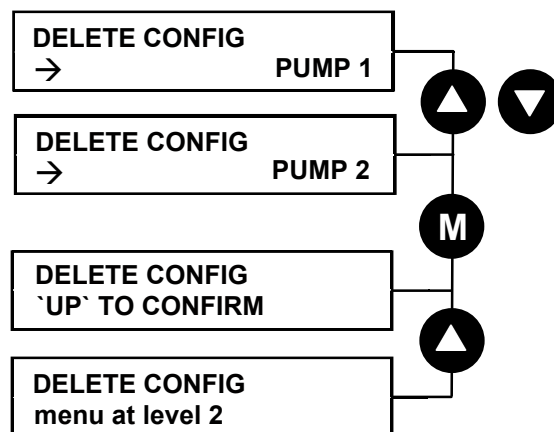 DELETE CONFIG
→ PUMP 1
DELETE CONFIG
→ PUMP 2
M
DELETE CONFIG
`UP` TO CONFIRM
DELETE CONFIG
menu at level 2